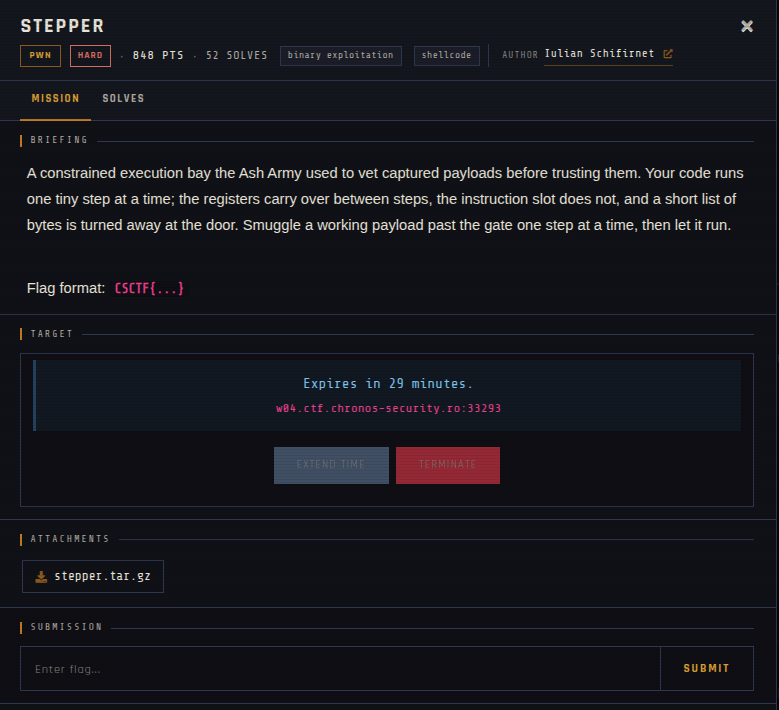 STEPPER
PWN HARD · 848 PTS · 52 SOLVES binary exploitation shellcode AUTHOR Iulian Schifirnet
MISSION SOLVES
BRIEFING
A constrained execution bay the Ash Army used to vet captured payloads before trusting them. Your code runs
one tiny step at a time; the registers carry over between steps, the instruction slot does not, and a short list of
bytes is turned away at the door. Smuggle a working payload past the gate one step at a time, then let it run.
Flag format: CSCTF{...}
TARGET
Expires in 29 minutes.
w04.ctf.chronos-security.ro:33293
EXTEND TIME TERMINATE
ATTACHMENTS
stepper.tar.gz
SUBMISSION
Enter flag... SUBMIT